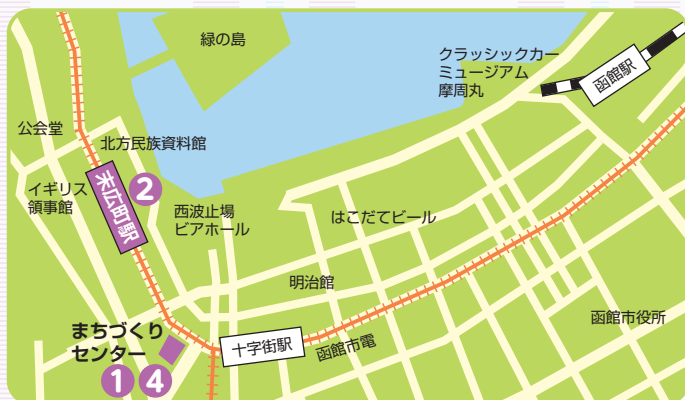 緑の島
クラッシックカー
ミュージアム
摩周丸
函館駅
公会堂
北方民族資料館
イギリス
領事館
末広町駅
2
西波止場
ビアホール
はこだてビール
明治館
まちづくり
センター
1 4
十字街駅
函館市電
函館市役所